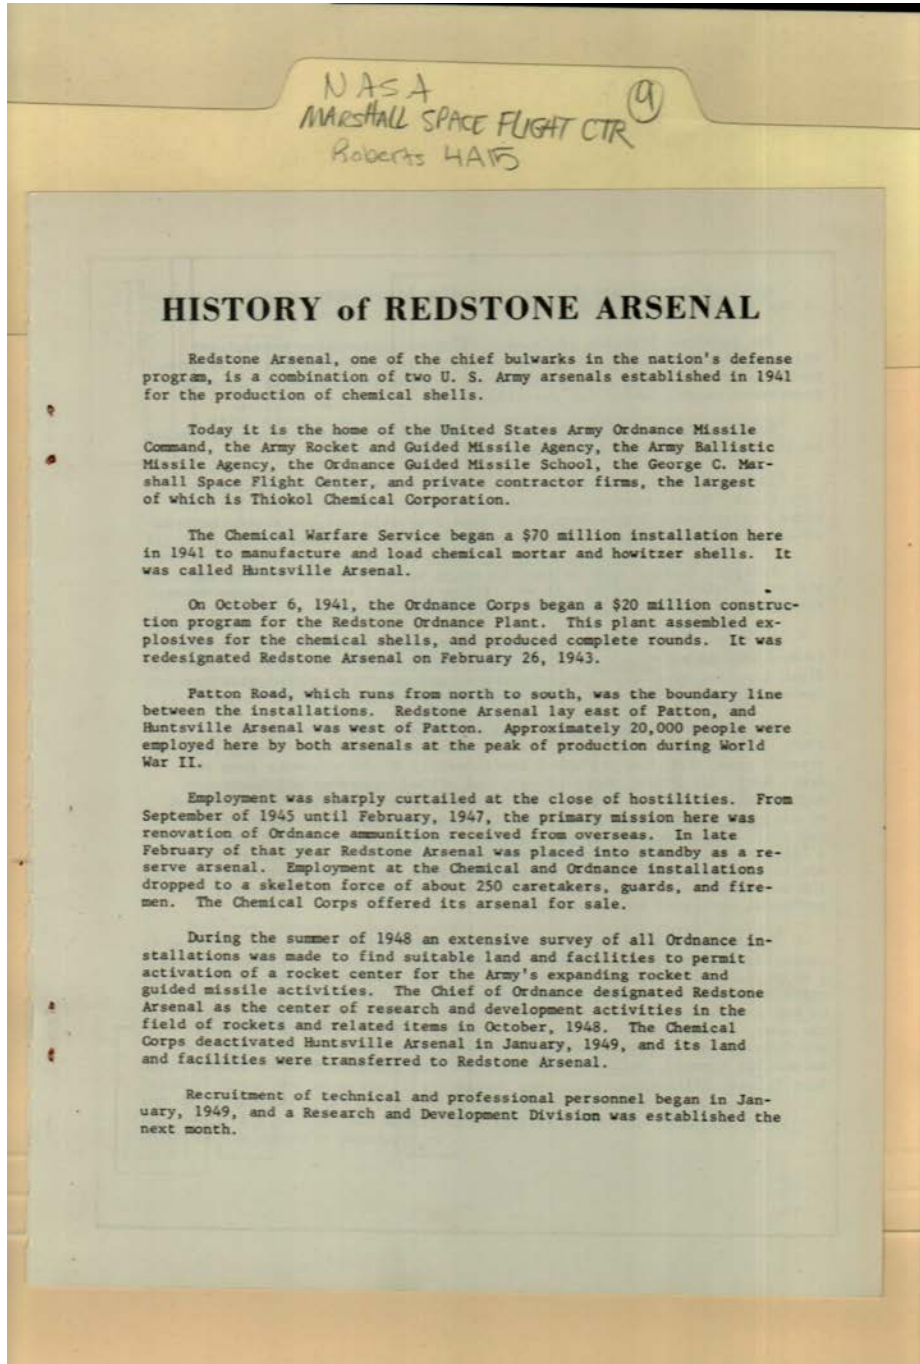 NASA
MARSHALL SPACE FLIGHT CTR
9
Roberts 4A15
HISTORY of REDSTONE ARSENAL
Redstone Arsenal, one of the chief bulwarks in the nation's defense
program, is a combination of two U. S. Army arsenals established in 1941
for the production of chemical shells.
Today it is the home of the United States Army Ordnance Missile
Command, the Army Rocket and Guided Missile Agency, the Army Ballistic
Missile Agency, the Ordnance Guided Missile School, the George C. Mar-
shall Space Flight Center, and private contractor firms, the largest
of which is Thiokol Chemical Corporation.
The Chemical Warfare Service began a $70 million installation here
in 1941 to manufacture and load chemical mortar and howitzer shells. It
was called Huntsville Arsenal.
On October 6, 1941, the Ordnance Corps began a $20 million construc-
tion program for the Redstone Ordnance Plant. This plant assembled ex-
plosives for the chemical shells, and produced complete rounds. It was
redesignated Redstone Arsenal on February 26, 1943.
Patton Road, which runs from north to south, was the boundary line
between the installations. Redstone Arsenal lay east of Patton, and
Huntsville Arsenal was west of Patton. Approximately 20,000 people were
employed here by both arsenals at the peak of production during World
War II.
Employment was sharply curtailed at the close of hostilities. From
September of 1945 until February, 1947, the primary mission here was
renovation of Ordnance ammunition received from overseas. In late
February of that year Redstone Arsenal was placed into standby as a re-
serve arsenal. Employment at the Chemical and Ordnance installations
dropped to a skeleton force of about 250 caretakers, guards, and fire-
men. The Chemical Corps offered its arsenal for sale.
During the summer of 1948 an extensive survey of all Ordnance in-
stallations was made to find suitable land and facilities to permit
activation of a rocket center for the Army's expanding rocket and
guided missile activities. The Chief of Ordnance designated Redstone
Arsenal as the center of research and development activities in the
field of rockets and related items in October, 1948. The Chemical
Corps deactivated Huntsville Arsenal in January, 1949, and its land
and facilities were transferred to Redstone Arsenal.
Recruitment of technical and professional personnel began in Jan-
uary, 1949, and a Research and Development Division was established the
next month.